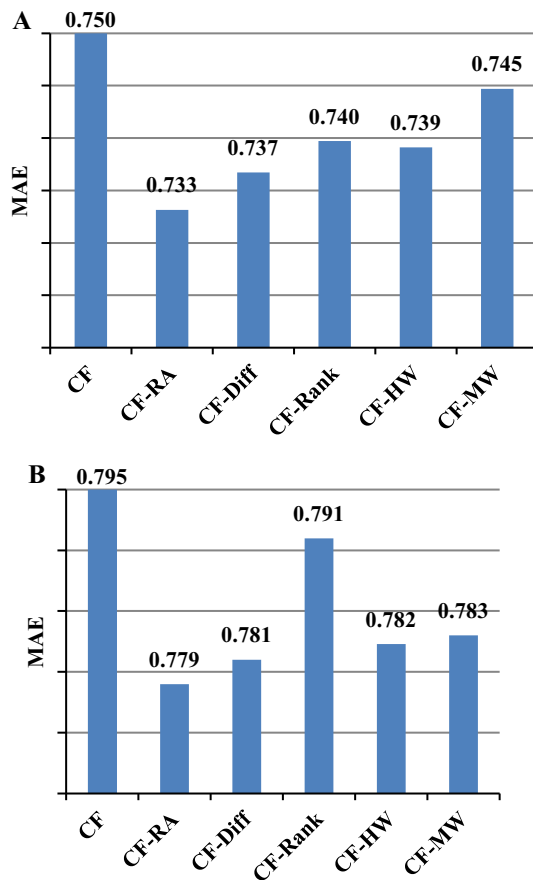 A
0.750
0.733
0.737
0.740
0.739
0.745
MAE
CF
CF-RA
CF-Diff
CF-Rank
CF-HW
CF-MW
B
0.795
0.779
0.781
0.791
0.782
0.783
MAE
CF
CF-RA
CF-Diff
CF-Rank
CF-HW
CF-MW